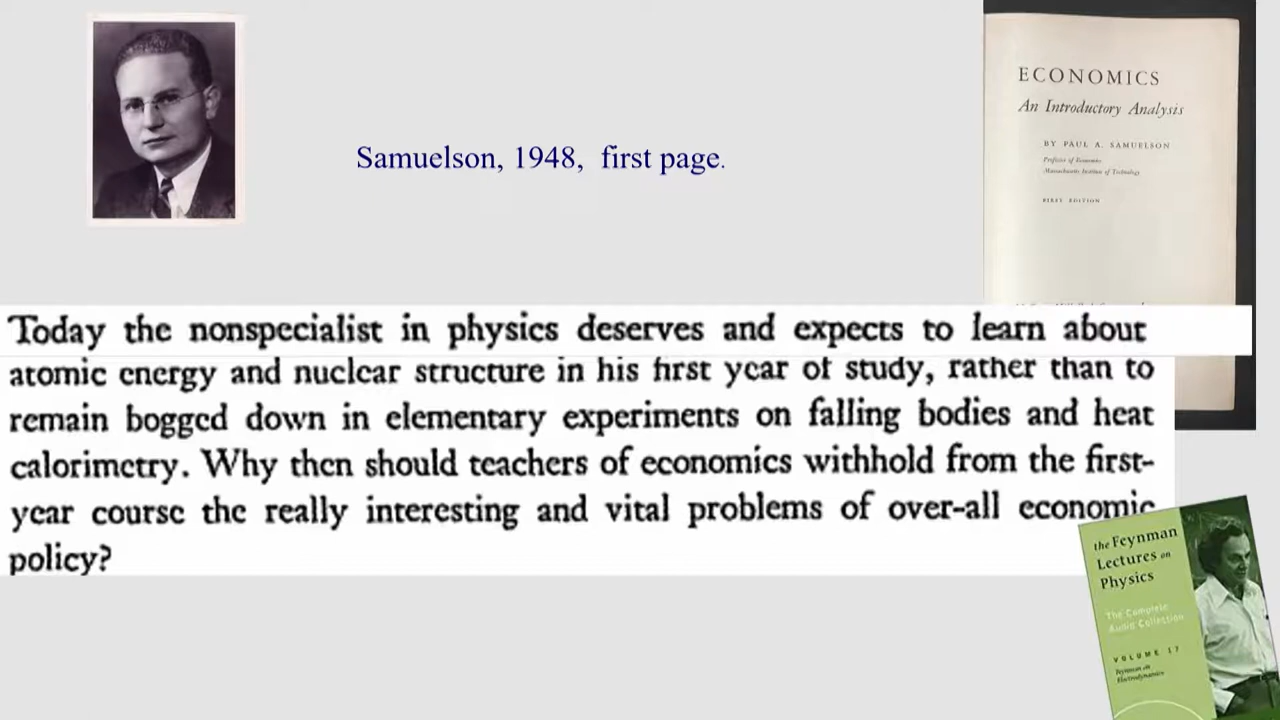 Samuelson, 1948, first page.
ECONOMICS
An Introductory Analysis
BY PAUL A. SAMUELSON
Professor of Economics
Massachusetts Institute of Technology
FIRST EDITION
Today the nonspecialist in physics deserves and expects to learn about
atomic energy and nuclear structure in his first year of study, rather than to
remain bogged down in elementary experiments on falling bodies and heat
calorimetry. Why then should teachers of economics withhold from the first-
year course the really interesting and vital problems of over-all economic
policy?
the Feynman
Lectures on
Physics
The Complete
Audio Collection
VOLUME 17
Feynman on
Electrodynamics